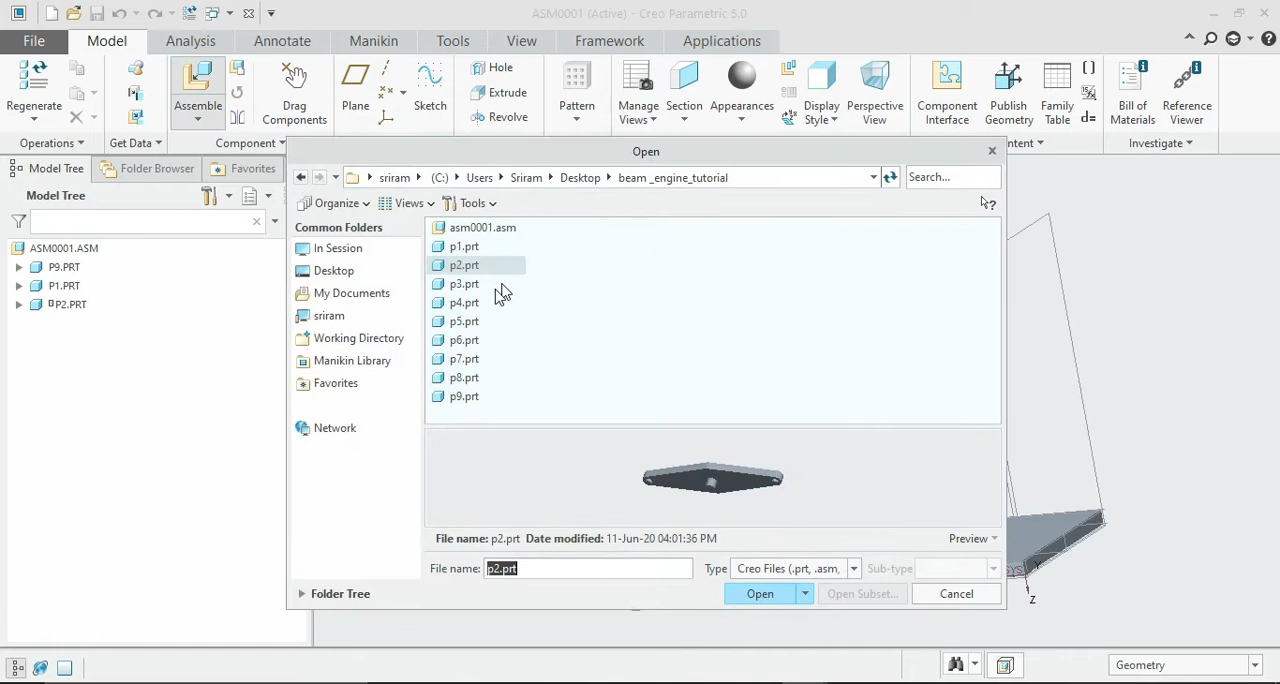 ASM0001 (Active) - Creo Parametric 5.0
File Model Analysis Annotate Manikin Tools View Framework Applications
Regenerate
Assemble
Drag Components
Plane
Sketch
Hole
Extrude
Revolve
Pattern
Manage Views
Section
Appearances
Display Style
Perspective View
Component Interface
Publish Geometry
Family Table
d=
Bill of Materials
Reference Viewer
Operations Get Data Component Investigate
Model Tree Folder Browser Favorites
Model Tree
ASM0001.ASM
P9.PRT
P1.PRT
P2.PRT
Open
sriram (C:) Users Sriram Desktop beam _engine_tutorial
Search...
Organize Views Tools
Common Folders
In Session
Desktop
My Documents
sriram
Working Directory
Manikin Library
Favorites
Network
asm0001.asm
p1.prt
p2.prt
p3.prt
p4.prt
p5.prt
p6.prt
p7.prt
p8.prt
p9.prt
File name: p2.prt Date modified: 11-Jun-20 04:01:36 PM
Preview
File name: p2.prt
Type Creo Files (.prt, .asm,
Sub-type
Folder Tree
Open
Open Subset...
Cancel
Z
Geometry